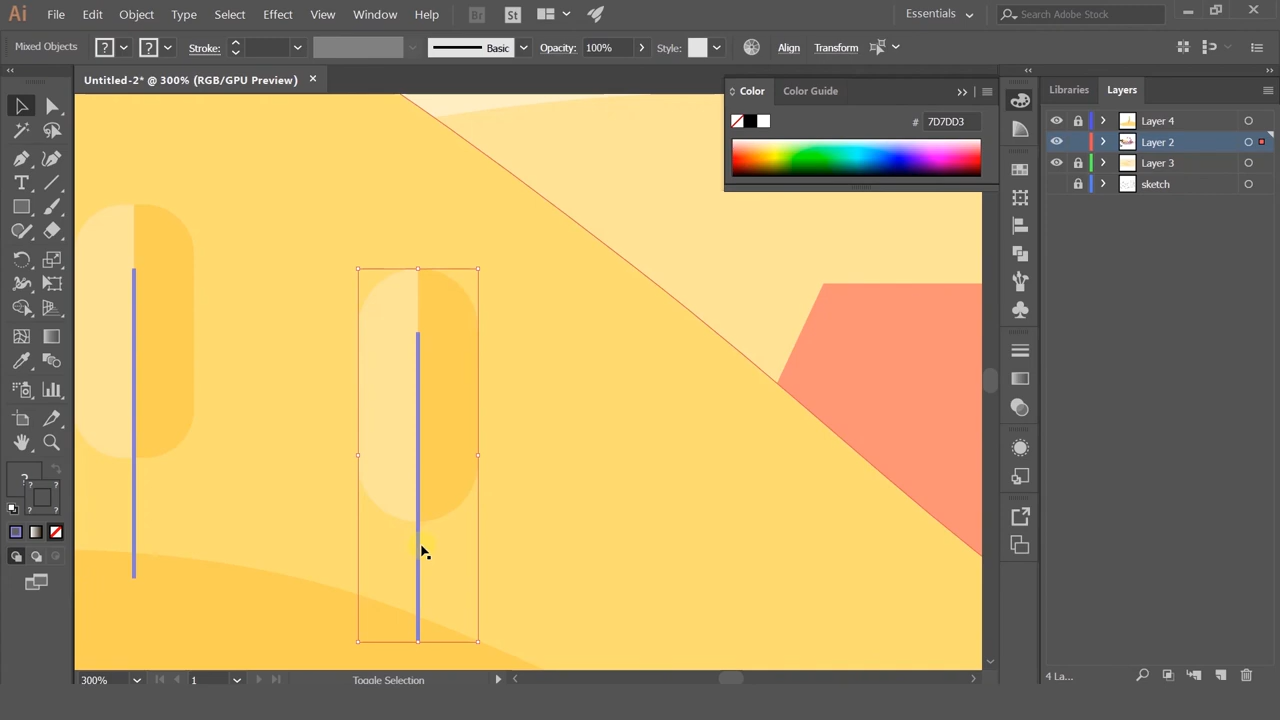 Ai File Edit Object Type Select Effect View Window Help Br St Essentials Search Adobe Stock
Mixed Objects ? ? Stroke: Basic Opacity: 100% Style: Align Transform
Untitled-2* @ 300% (RGB/GPU Preview)
Color Color Guide
# 7D7DD3
Libraries Layers
Layer 4
Layer 2
Layer 3
sketch
T
?
? ?
? ?
300% 1 Toggle Selection
4 La...